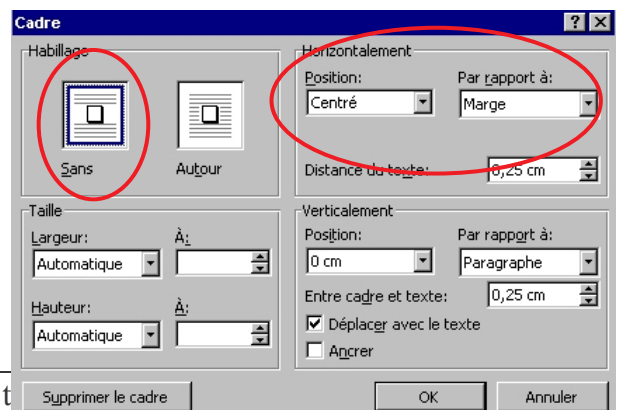 Cadre
Habillage
Sans
Autour
Horizontalement
Position:
Par rapport à:
Centré
Marge
Distance du texte:
0,25 cm
Taille
Largeur:
À:
Automatique
Hauteur:
À:
Automatique
Verticalement
Position:
Par rapport à:
0 cm
Paragraphe
Entre cadre et texte:
0,25 cm
Déplacer avec le texte
Ancrer
t
Supprimer le cadre
OK
Annuler